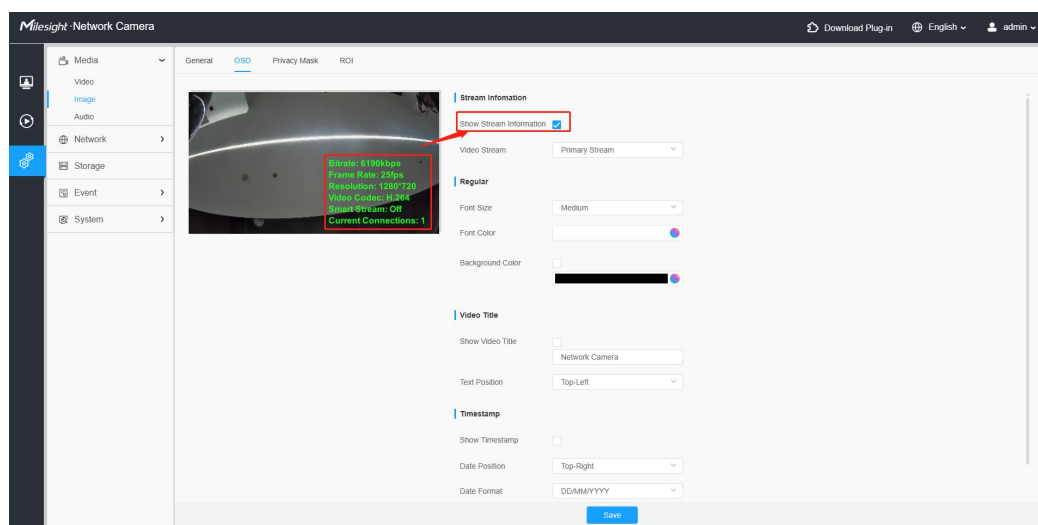 Milesight·Network Camera
Download Plug-in
English
admin
Media
Video
Image
Audio
Network
Storage
Event
System
General OSD Privacy Mask ROI
Bitrate: 6190kbps
Frame Rate: 25fps
Resolution: 1280*720
Video Codec: H.264
Smart Stream: Off
Current Connections: 1
Stream Infomation
Show Stream Information
Video Stream Primary Stream
Regular
Font Size Medium
Font Color
Background Color
Video Title
Show Video Title
Network Camera
Text Position Top-Left
Timestamp
Show Timestamp
Date Position Top-Right
Date Format DD/MM/YYYY
Save